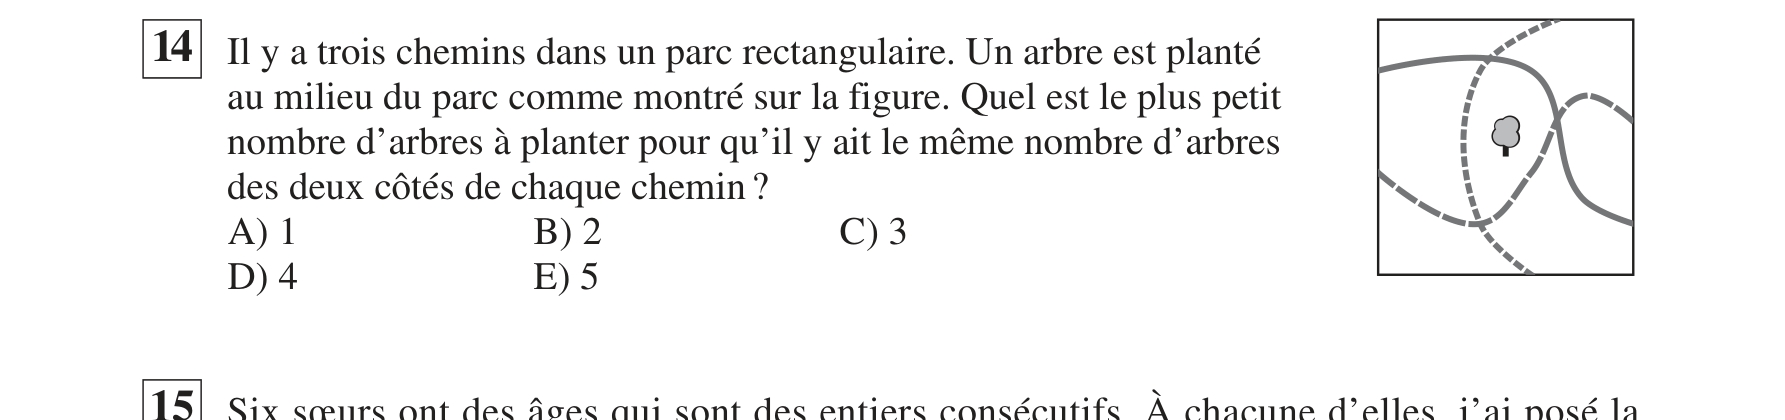 14 Il y a trois chemins dans un parc rectangulaire. Un arbre est planté
au milieu du parc comme montré sur la figure. Quel est le plus petit
nombre d’arbres à planter pour qu’il y ait le même nombre d’arbres
des deux côtés de chaque chemin ?
A) 1 B) 2 C) 3
D) 4 E) 5
15 Six sœurs ont des âges qui sont des entiers consécutifs. À chacune d’elles, j’ai posé la